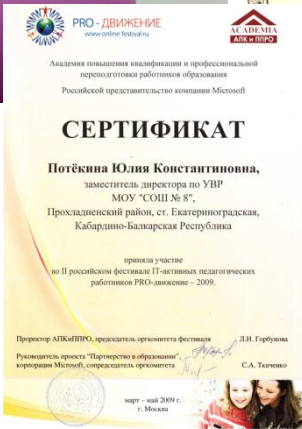 PRO - ДВИЖЕНИЕ
www.online festival.ru
ACADEMIA
АПК и ППРО
Академия повышения квалификации и профессиональной
переподготовки работников образования
Российской представительство компании Microsoft
СЕРТИФИКАТ
Потёкина Юлия Константиновна,
заместитель директора по УВР
МОУ "СОШ № 8",
Прохладненский район, ст. Екатериноградская,
Кабардино-Балкарская Республика
приняла участие
во II российском фестивале IT-активных педагогических
работников PRO-движение – 2009.
Проректор АПКиППРО, председатель оргкомитета фестиваля Л.Н. Горбунова
Руководитель проекта "Партнерство в образовании",
корпорация Microsoft, сопредседатель оргкомитета С.А. Ткаченко
март – май 2009 г.
г. Москва